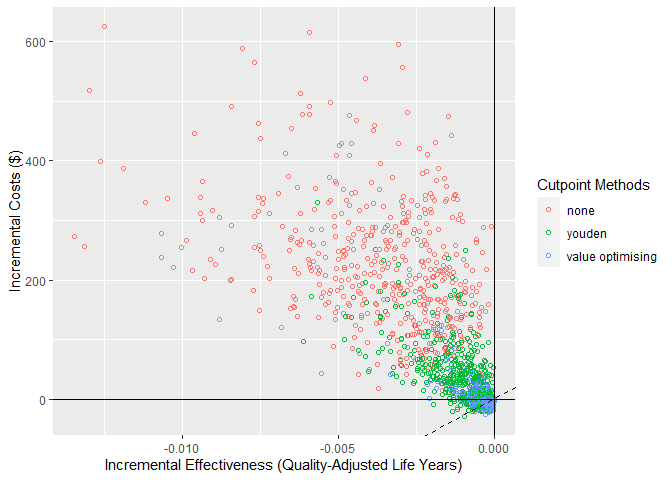 600
400
200
0
Incremental Costs ($)
-0.010
-0.005
0.000
Incremental Effectiveness (Quality-Adjusted Life Years)
Cutpoint Methods
none
youden
value optimising